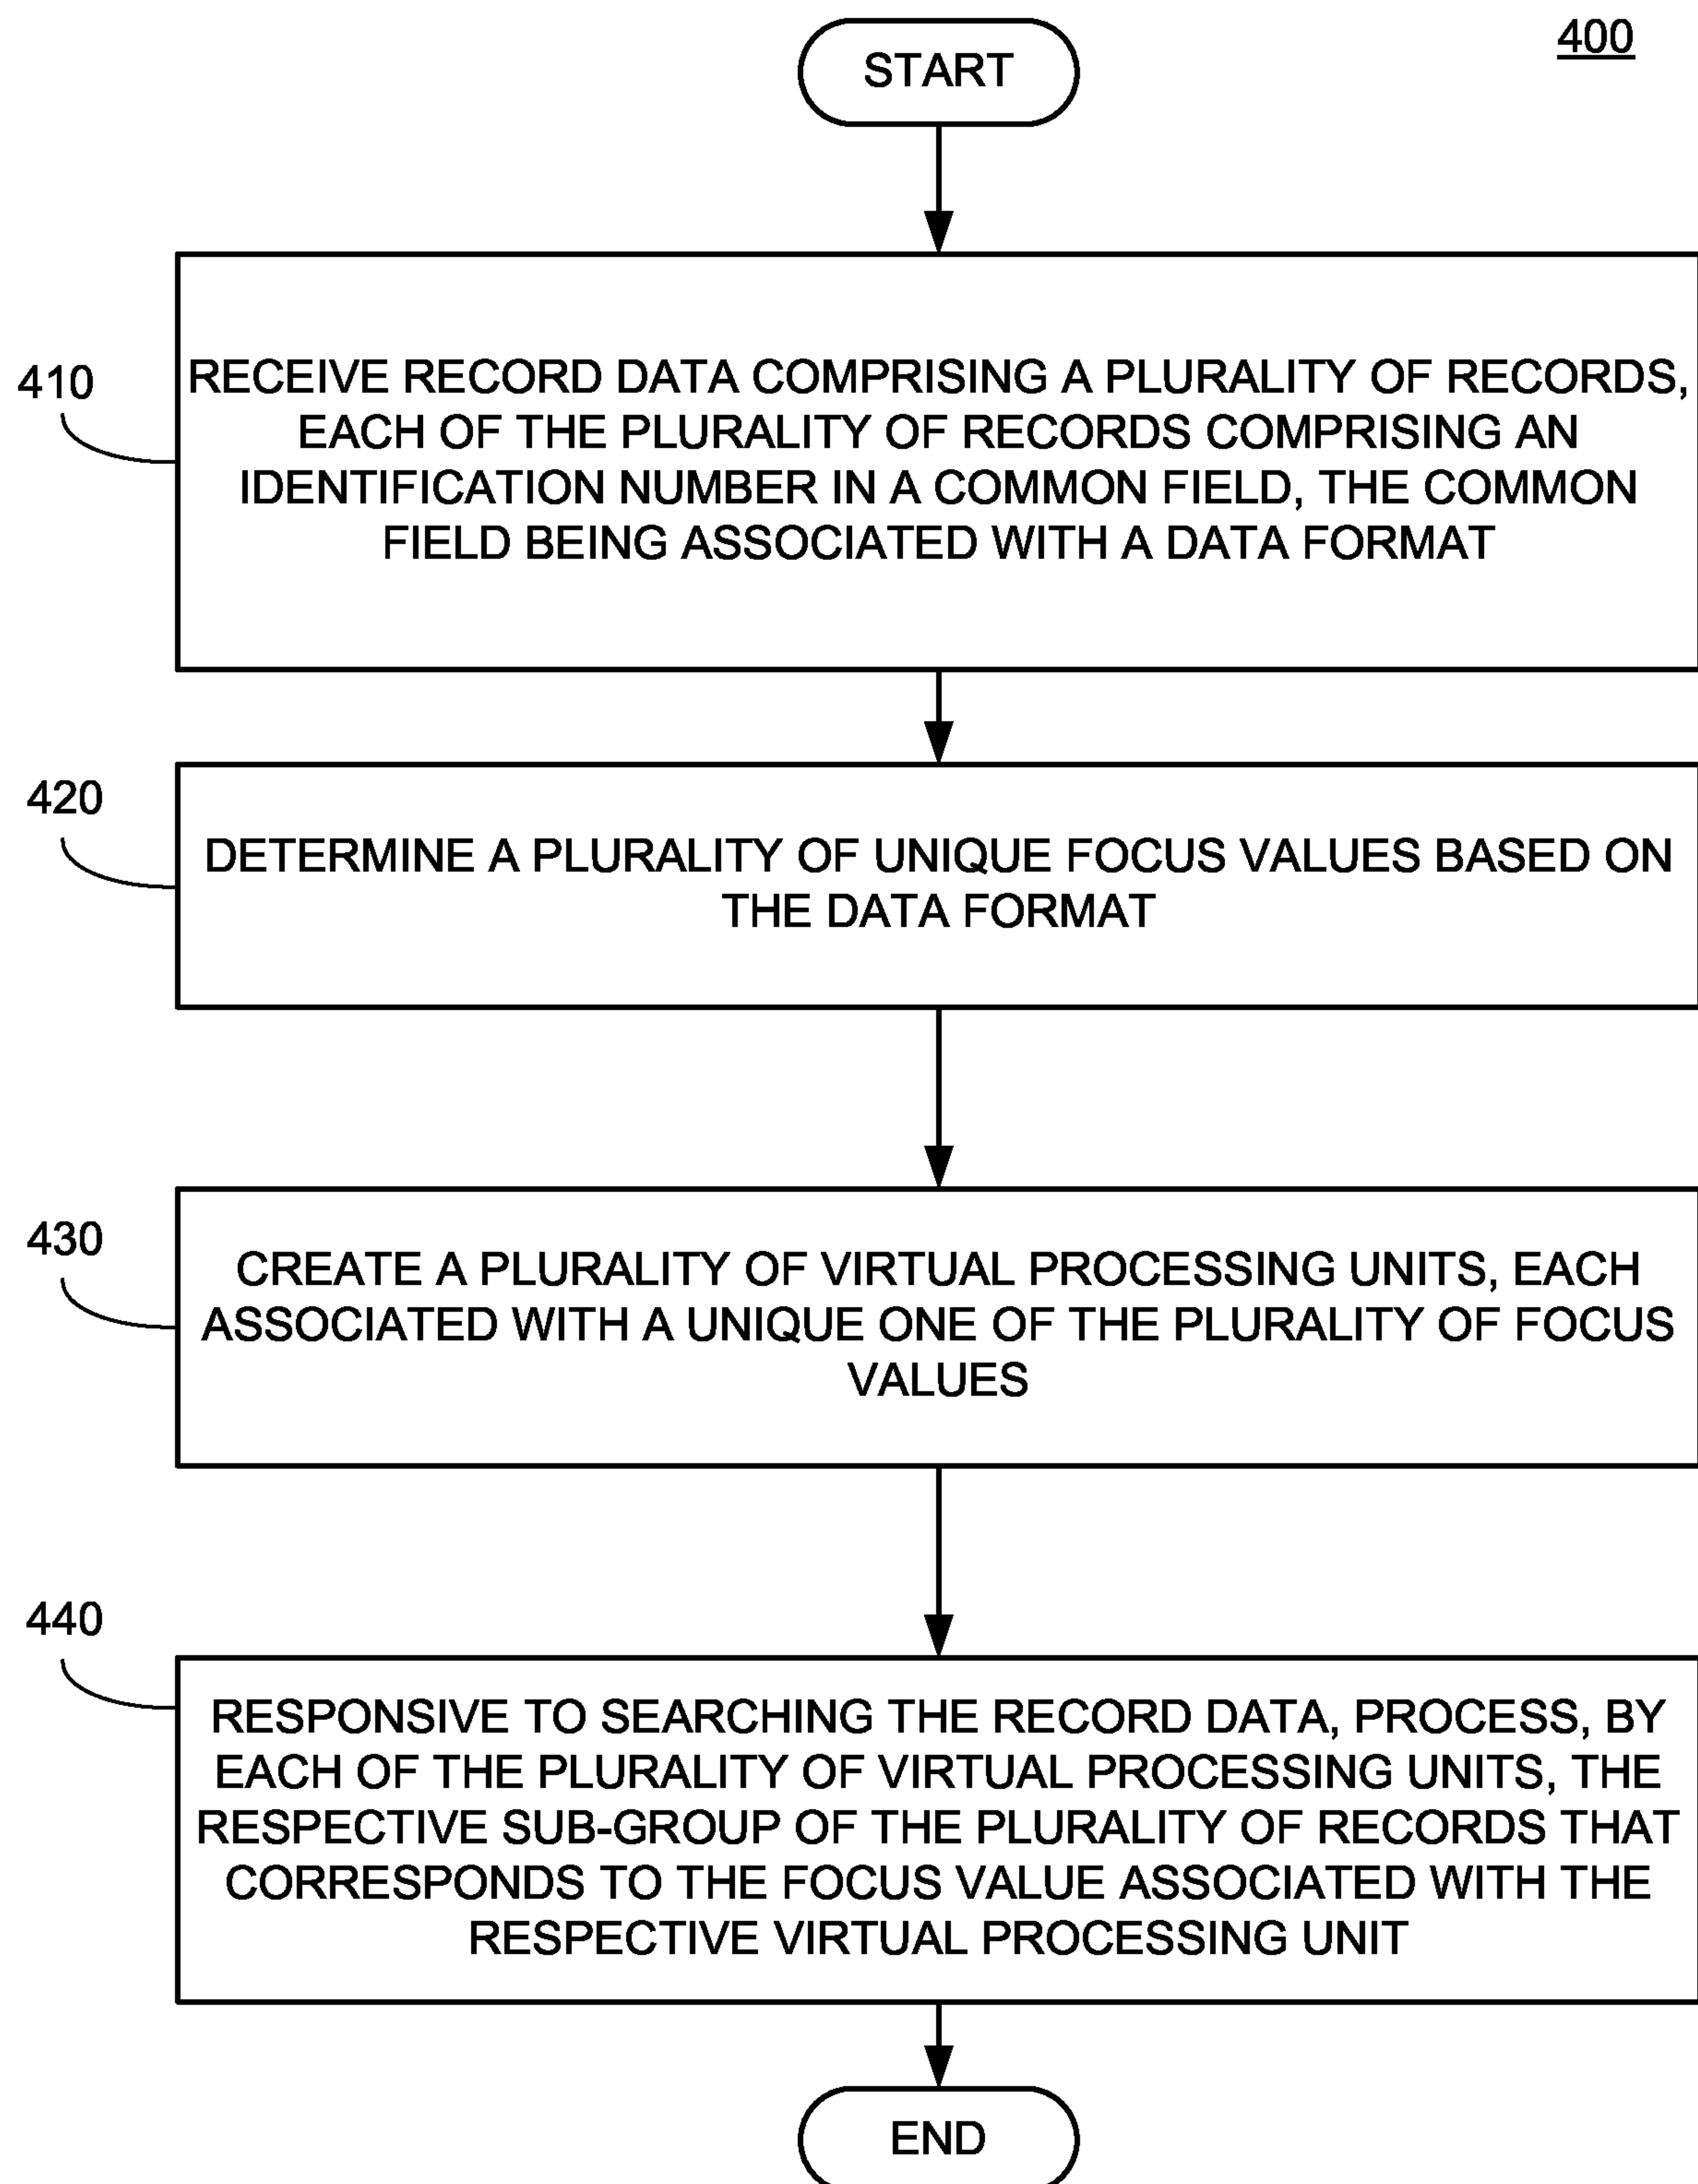 400
START
410
RECEIVE RECORD DATA COMPRISING A PLURALITY OF RECORDS,
EACH OF THE PLURALITY OF RECORDS COMPRISING AN
IDENTIFICATION NUMBER IN A COMMON FIELD, THE COMMON
FIELD BEING ASSOCIATED WITH A DATA FORMAT
420
DETERMINE A PLURALITY OF UNIQUE FOCUS VALUES BASED ON
THE DATA FORMAT
430
CREATE A PLURALITY OF VIRTUAL PROCESSING UNITS, EACH
ASSOCIATED WITH A UNIQUE ONE OF THE PLURALITY OF FOCUS
VALUES
440
RESPONSIVE TO SEARCHING THE RECORD DATA, PROCESS, BY
EACH OF THE PLURALITY OF VIRTUAL PROCESSING UNITS, THE
RESPECTIVE SUB-GROUP OF THE PLURALITY OF RECORDS THAT
CORRESPONDS TO THE FOCUS VALUE ASSOCIATED WITH THE
RESPECTIVE VIRTUAL PROCESSING UNIT
END